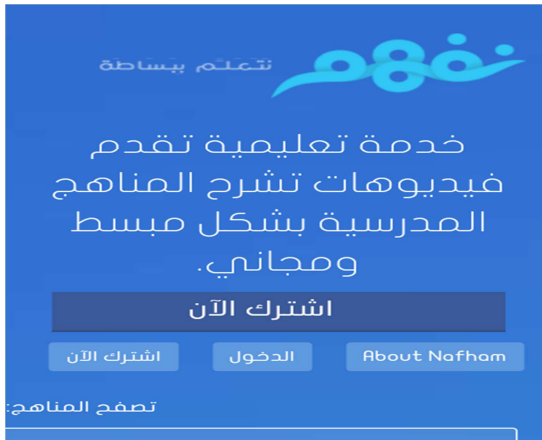 نفهم
نتعلم ببساطة
خدمة تعليمية تقدم
فيديوهات تشرح المناهج
المدرسية بشكل مبسط
ومجاني.
اشترك الآن
اشترك الآن الدخول About Nafham
تصفح المناهج: